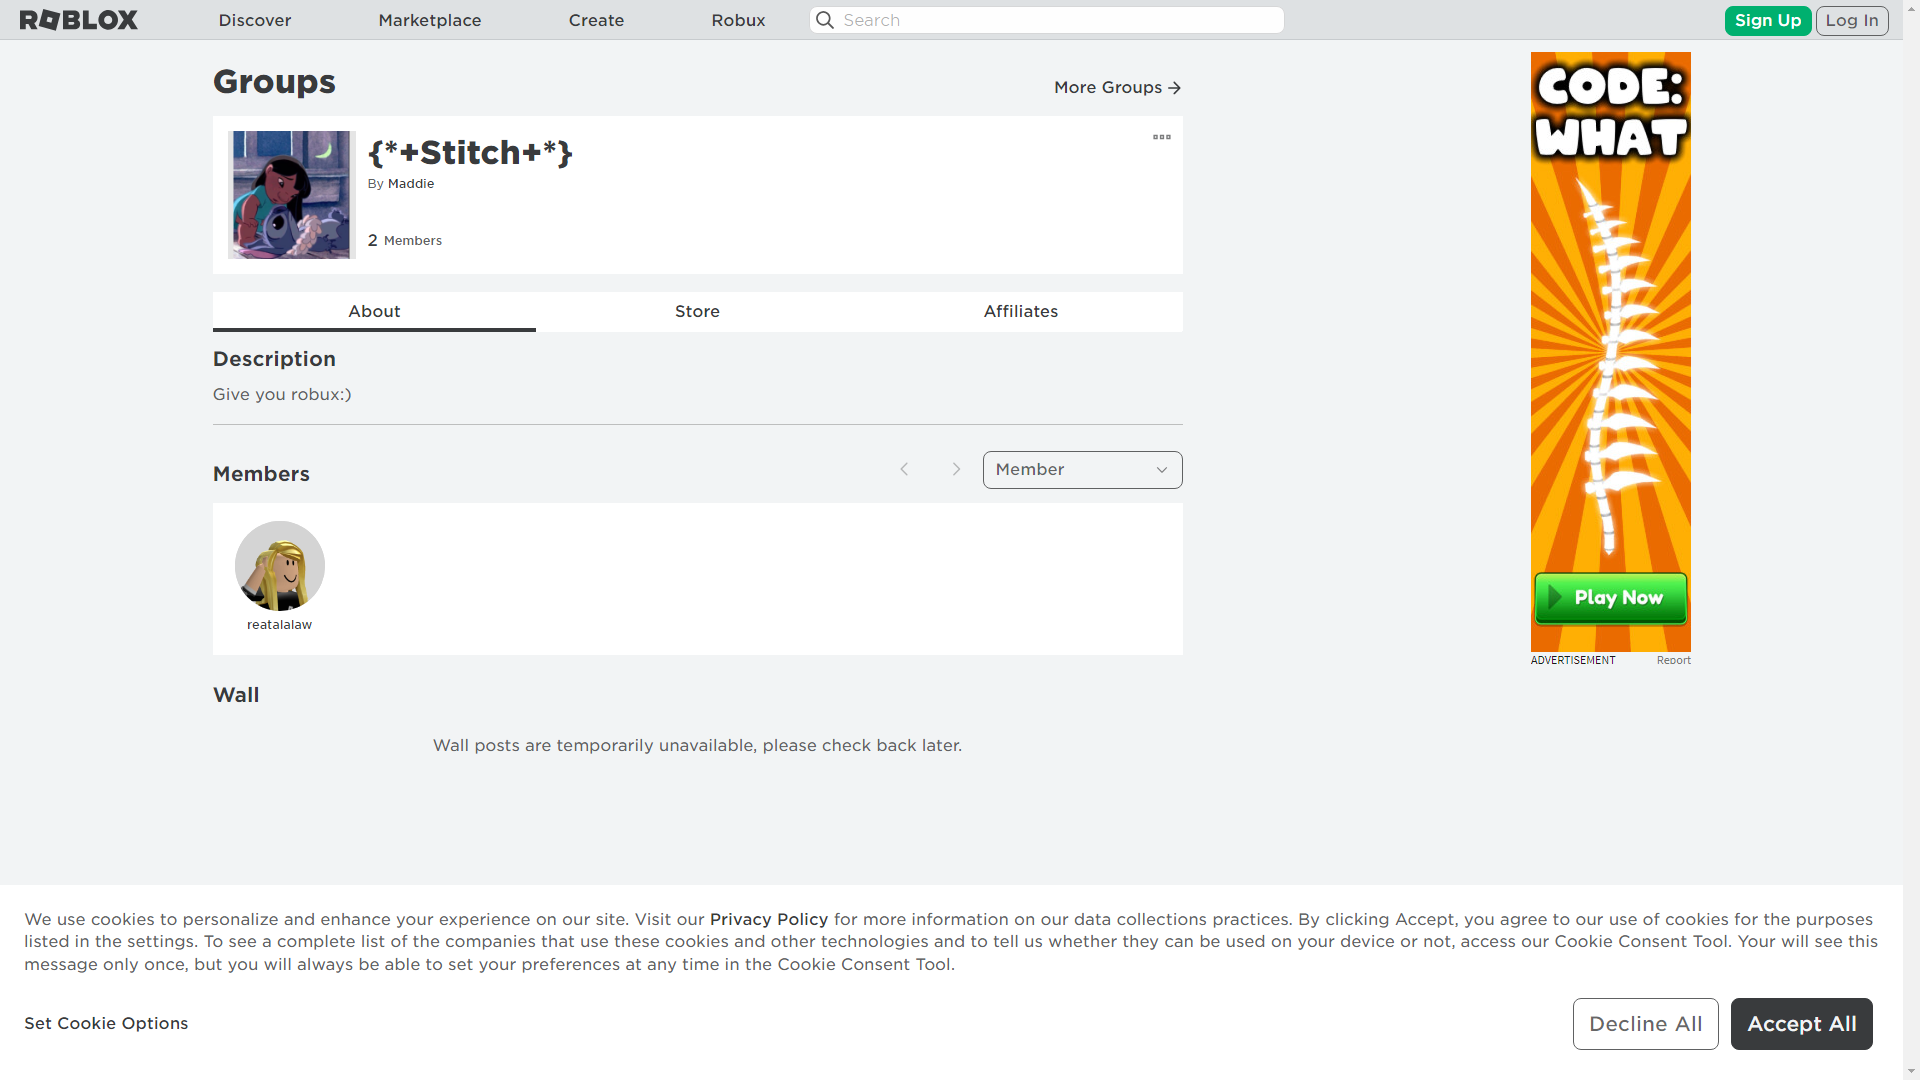 ROBLOX
Discover
Marketplace
Create
Robux
Search
Sign Up
Log In
Groups
More Groups
{*+Stitch+*}
By Maddie
2 Members
About
Store
Affiliates
Description
Give you robux:)
Members
Member
reatalalaw
Wall
Wall posts are temporarily unavailable, please check back later.
CODE:
WHAT
Play Now
ADVERTISEMENT
Report
We use cookies to personalize and enhance your experience on our site. Visit our Privacy Policy for more information on our data collections practices. By clicking Accept, you agree to our use of cookies for the purposes
listed in the settings. To see a complete list of the companies that use these cookies and other technologies and to tell us whether they can be used on your device or not, access our Cookie Consent Tool. Your will see this
message only once, but you will always be able to set your preferences at any time in the Cookie Consent Tool.
Set Cookie Options
Decline All
Accept All